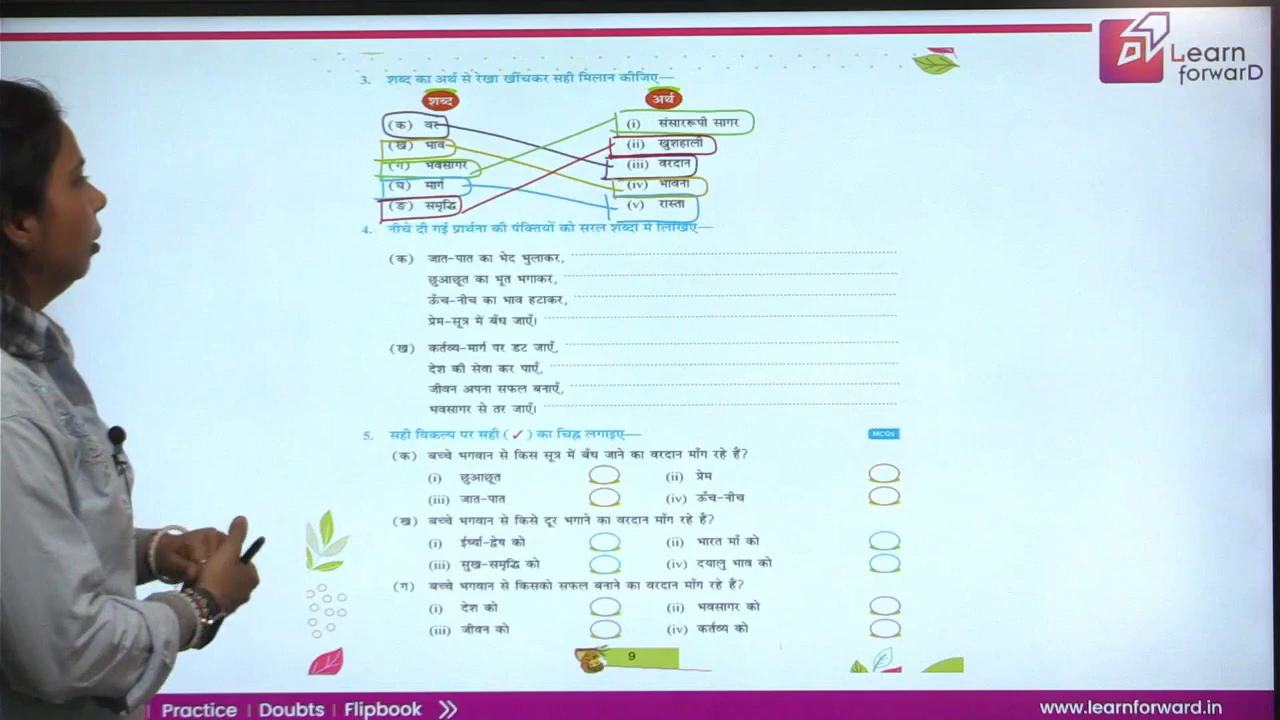 Learn
forwarD
3. शब्द का अर्थ से रेखा खींचकर सही मिलान कीजिए—
शब्द अर्थ
(क) वर (i) संसाररूपी सागर
(ख) भाव (ii) खुशहाली
(ग) भवसागर (iii) वरदान
(घ) मार्ग (iv) भावना
(ङ) समृद्धि (v) रास्ता
4. नीचे दी गई प्रार्थना की पंक्तियों को सरल शब्दों में लिखिए—
(क) जात-पात का भेद भुलाकर,
छुआछूत का भूत भगाकर,
ऊँच-नीच का भाव हटाकर,
प्रेम-सूत्र में बँध जाएँ।
(ख) कर्तव्य-मार्ग पर डट जाएँ,
देश की सेवा कर पाएँ,
जीवन अपना सफल बनाएँ,
भवसागर से तर जाएँ।
5. सही विकल्प पर सही (✓) का चिह्न लगाइए— MCQs
(क) बच्चे भगवान से किस सूत्र में बँध जाने का वरदान माँग रहे हैं?
(i) छुआछूत (ii) प्रेम
(iii) जात-पात (iv) ऊँच-नीच
(ख) बच्चे भगवान से किसे दूर भगाने का वरदान माँग रहे हैं?
(i) ईर्ष्या-द्वेष को (ii) भारत माँ को
(iii) सुख-समृद्धि को (iv) दयालु भाव को
(ग) बच्चे भगवान से किसको सफल बनाने का वरदान माँग रहे हैं?
(i) देश को (ii) भवसागर को
(iii) जीवन को (iv) कर्तव्य को
9
Practice | Doubts | Flipbook
www.learnforward.in